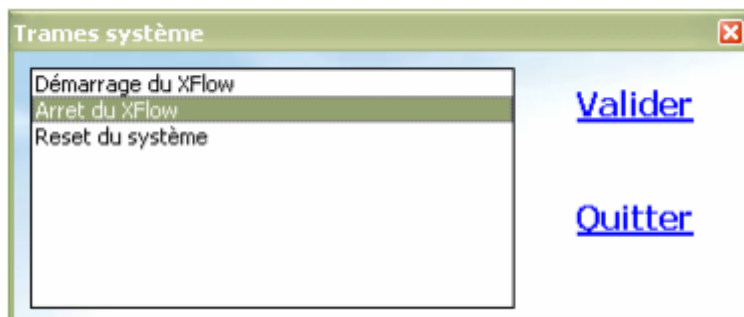 Trames système
Démarrage du XFlow
Arret du XFlow
Reset du système
Valider
Quitter